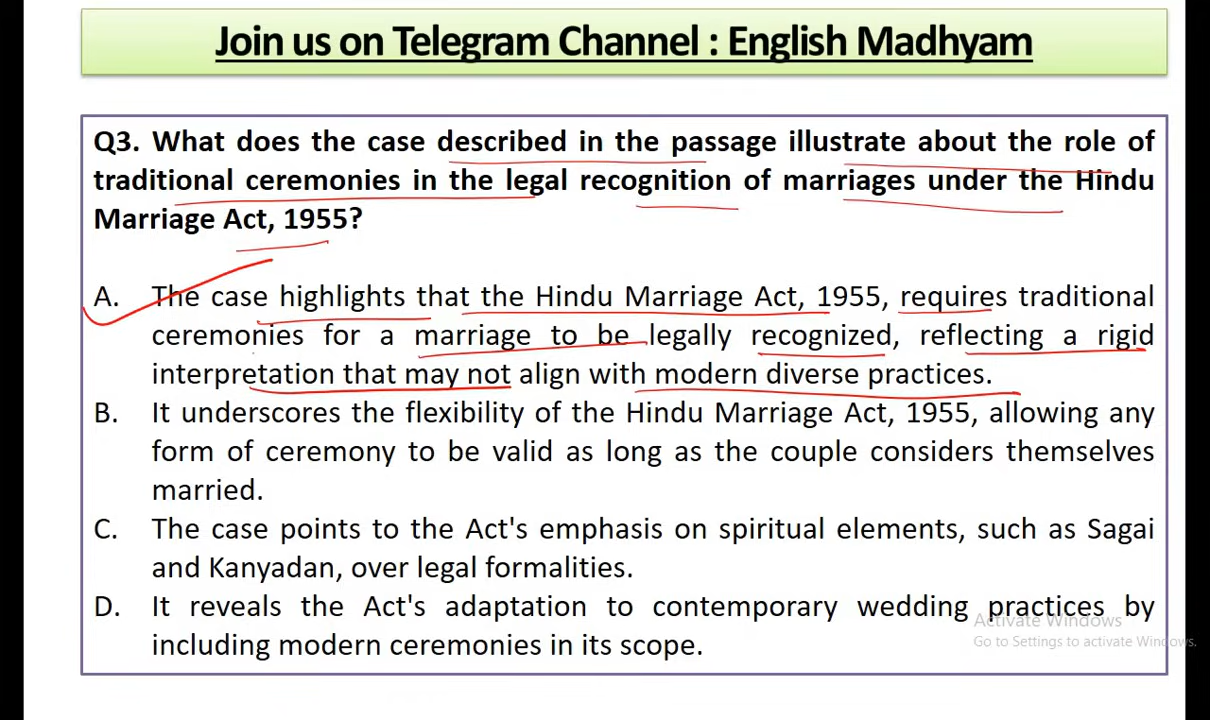 Join us on Telegram Channel : English Madhyam
Q3. What does the case described in the passage illustrate about the role of
traditional ceremonies in the legal recognition of marriages under the Hindu
Marriage Act, 1955?
A. The case highlights that the Hindu Marriage Act, 1955, requires traditional
ceremonies for a marriage to be legally recognized, reflecting a rigid
interpretation that may not align with modern diverse practices.
B. It underscores the flexibility of the Hindu Marriage Act, 1955, allowing any
form of ceremony to be valid as long as the couple considers themselves
married.
C. The case points to the Act's emphasis on spiritual elements, such as Sagai
and Kanyadan, over legal formalities.
D. It reveals the Act's adaptation to contemporary wedding practices by
including modern ceremonies in its scope.
Activate Windows
Go to Settings to activate Windows.